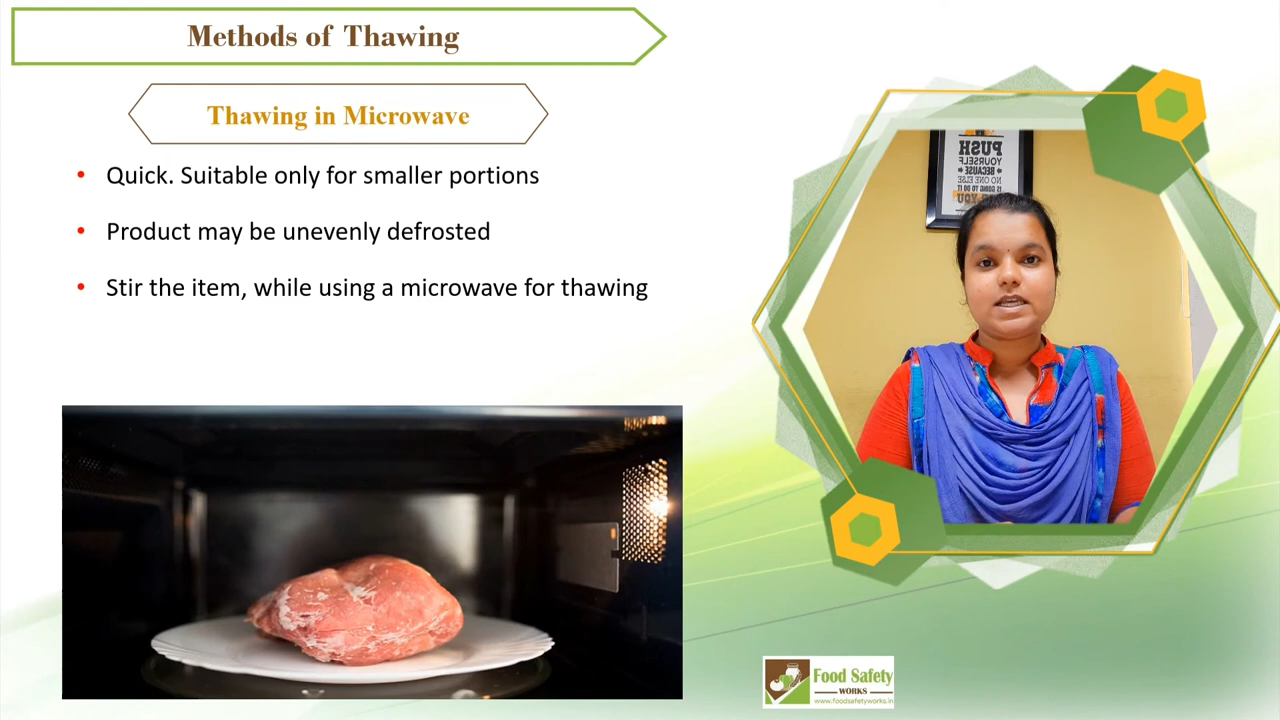 Methods of Thawing
Thawing in Microwave
• Quick. Suitable only for smaller portions
• Product may be unevenly defrosted
• Stir the item, while using a microwave for thawing
PUSH
YOURSELF
BECAUSE
NO ONE ELSE
IS GOING TO DO IT
YOU
Food Safety
WORKS
www.foodsafetyworks.in